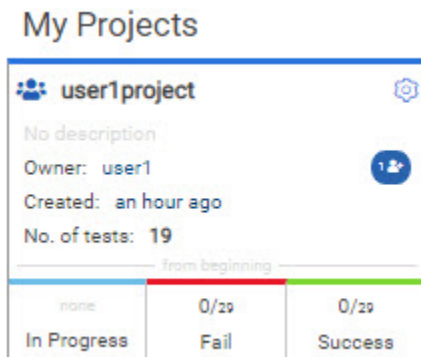 My Projects
user1project
No description
Owner: user1
1
Created: an hour ago
No. of tests: 19
from beginning
none 0/29 0/29
In Progress Fail Success